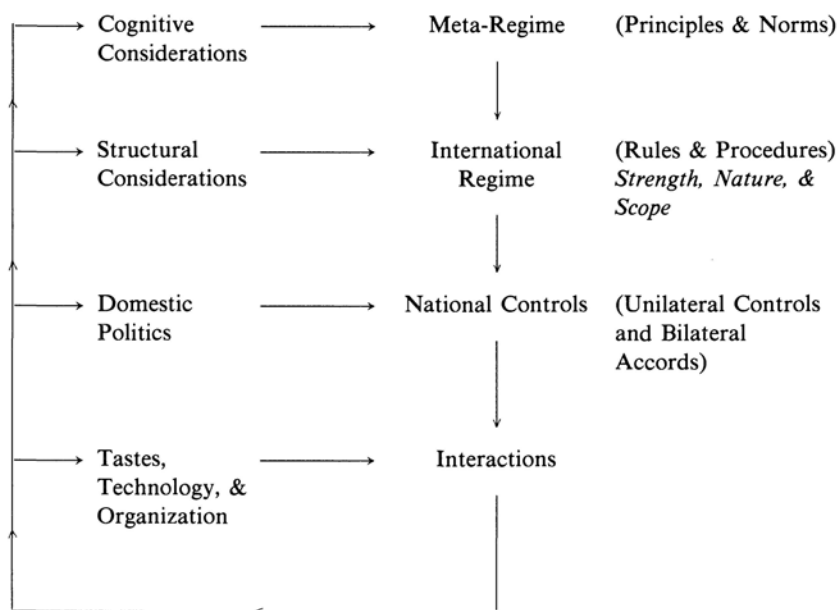 Cognitive Considerations
Meta-Regime
(Principles & Norms)
Structural Considerations
International Regime
(Rules & Procedures)
Strength, Nature, & Scope
Domestic Politics
National Controls
(Unilateral Controls and Bilateral Accords)
Tastes, Technology, & Organization
Interactions